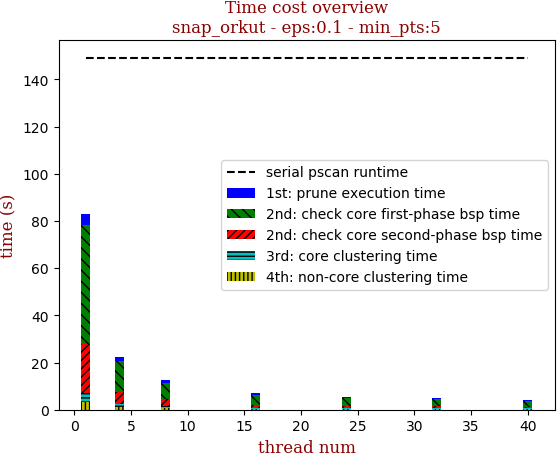 Time cost overview
snap_orkut - eps:0.1 - min_pts:5
time (s)
140
120
100
80
60
40
20
0
serial pscan runtime
1st: prune execution time
2nd: check core first-phase bsp time
2nd: check core second-phase bsp time
3rd: core clustering time
4th: non-core clustering time
0 5 10 15 20 25 30 35 40
thread num